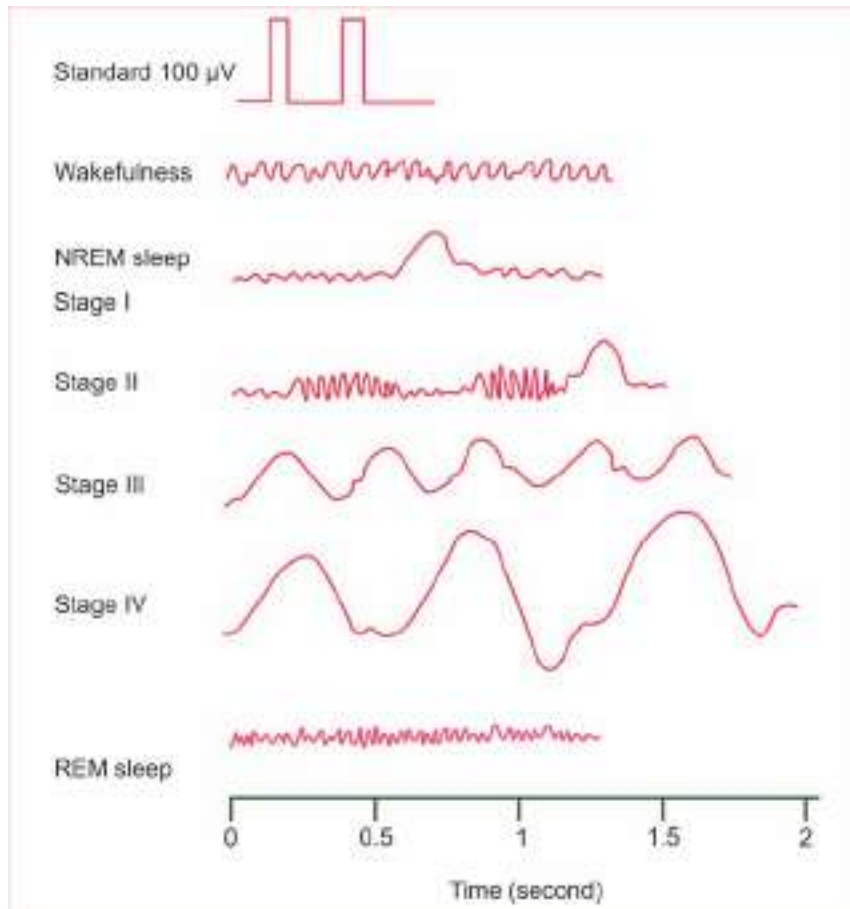 Standard 100 μV
Wakefulness
NREM sleep
Stage I
Stage II
Stage III
Stage IV
REM sleep
0 0.5 1 1.5 2
Time (second)